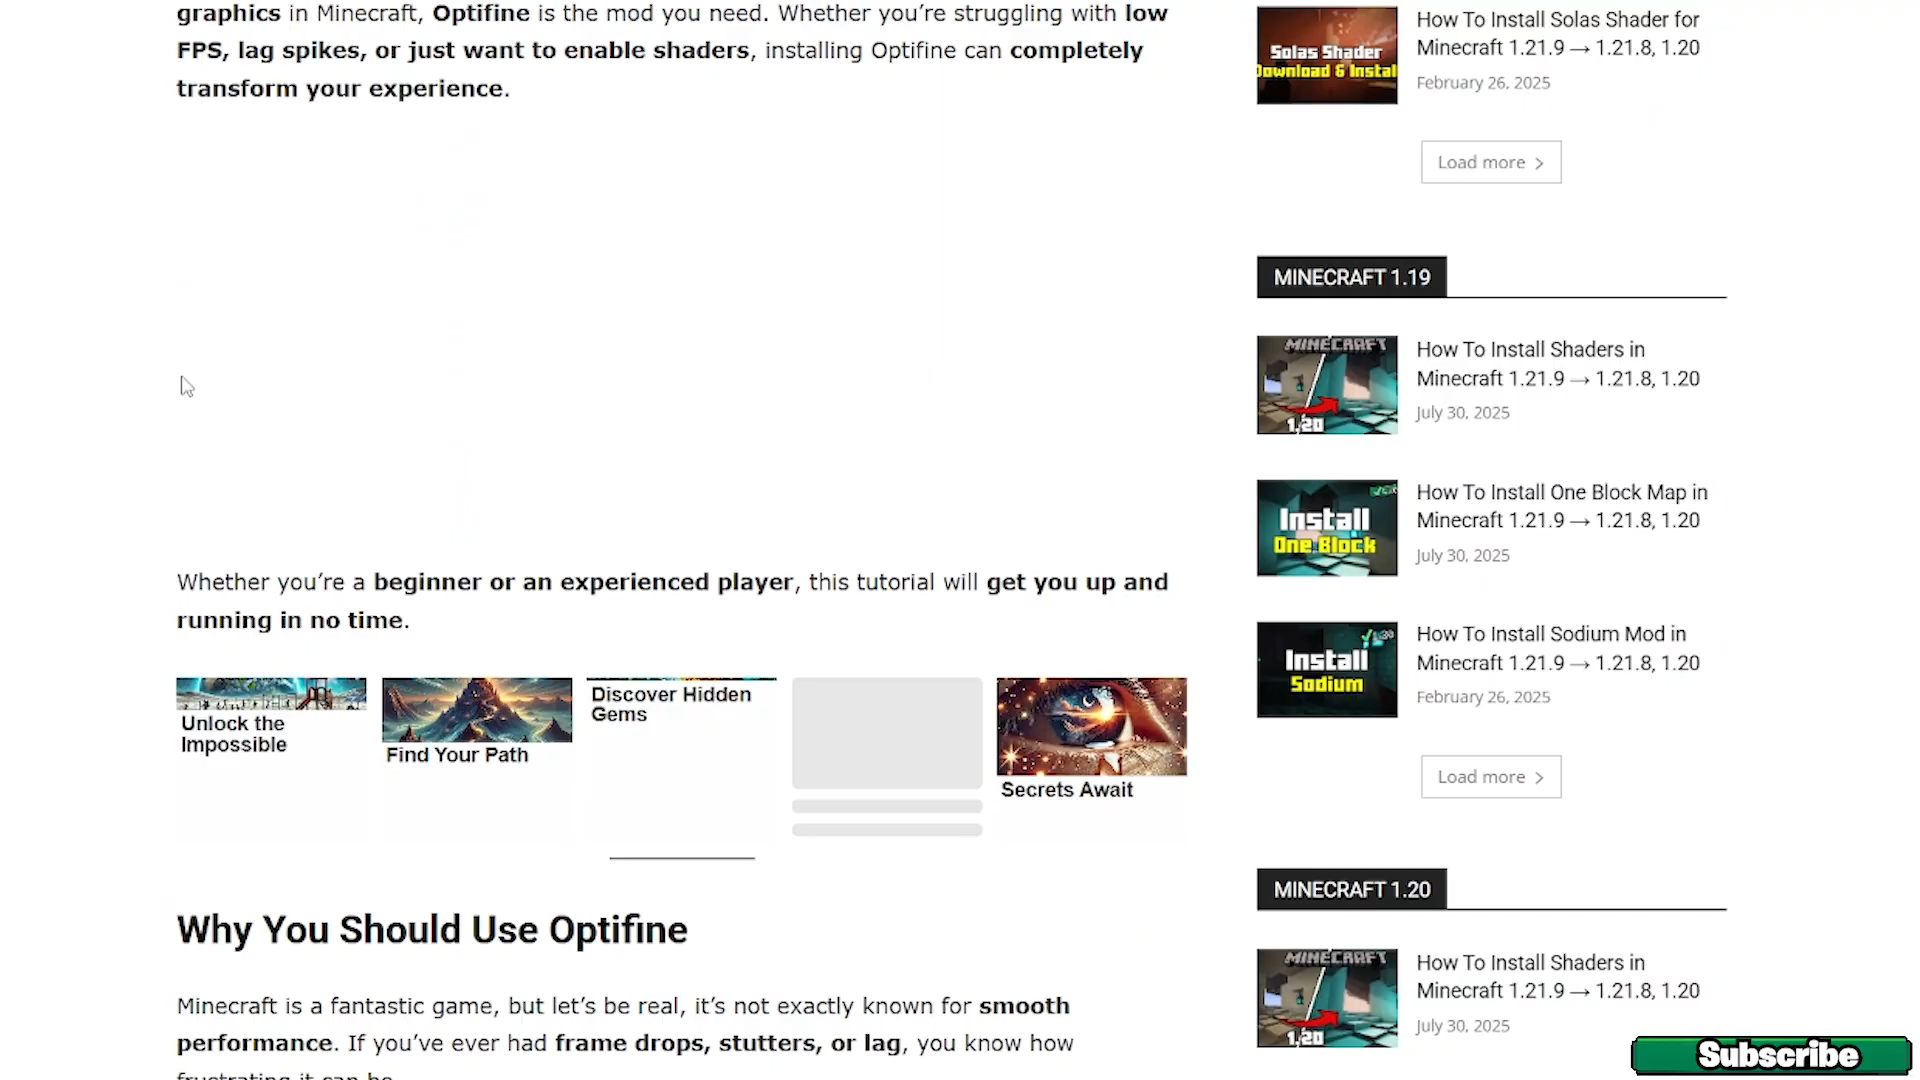 graphics in Minecraft, Optifine is the mod you need. Whether you’re struggling with low
FPS, lag spikes, or just want to enable shaders, installing Optifine can completely
transform your experience.
Whether you’re a beginner or an experienced player, this tutorial will get you up and
running in no time.
Unlock the
Impossible
Find Your Path
Discover Hidden
Gems
Secrets Await
Why You Should Use Optifine
Minecraft is a fantastic game, but let’s be real, it’s not exactly known for smooth
performance. If you’ve ever had frame drops, stutters, or lag, you know how
frustrating it can be.
Solas Shader
Download & Instal
How To Install Solas Shader for
Minecraft 1.21.9 → 1.21.8, 1.20
February 26, 2025
Load more
MINECRAFT 1.19
MINECRAFT
1.20
How To Install Shaders in
Minecraft 1.21.9 → 1.21.8, 1.20
July 30, 2025
Install
One Block
How To Install One Block Map in
Minecraft 1.21.9 → 1.21.8, 1.20
July 30, 2025
Install
Sodium
How To Install Sodium Mod in
Minecraft 1.21.9 → 1.21.8, 1.20
February 26, 2025
Load more
MINECRAFT 1.20
MINECRAFT
1.20
How To Install Shaders in
Minecraft 1.21.9 → 1.21.8, 1.20
July 30, 2025
Subscribe